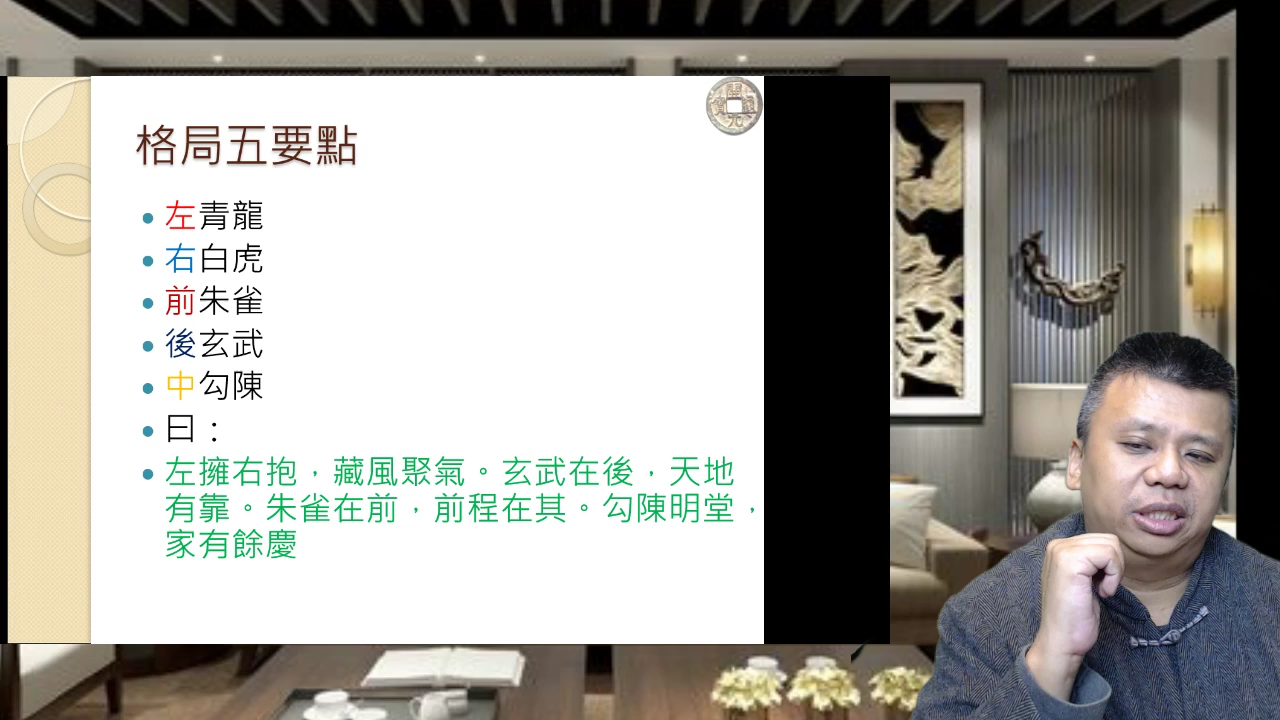 格局五要點
左青龍
右白虎
前朱雀
後玄武
中勾陳
曰：
左擁右抱，藏風聚氣。玄武在後，天地
有靠。朱雀在前，前程在其。勾陳明堂，
家有餘慶